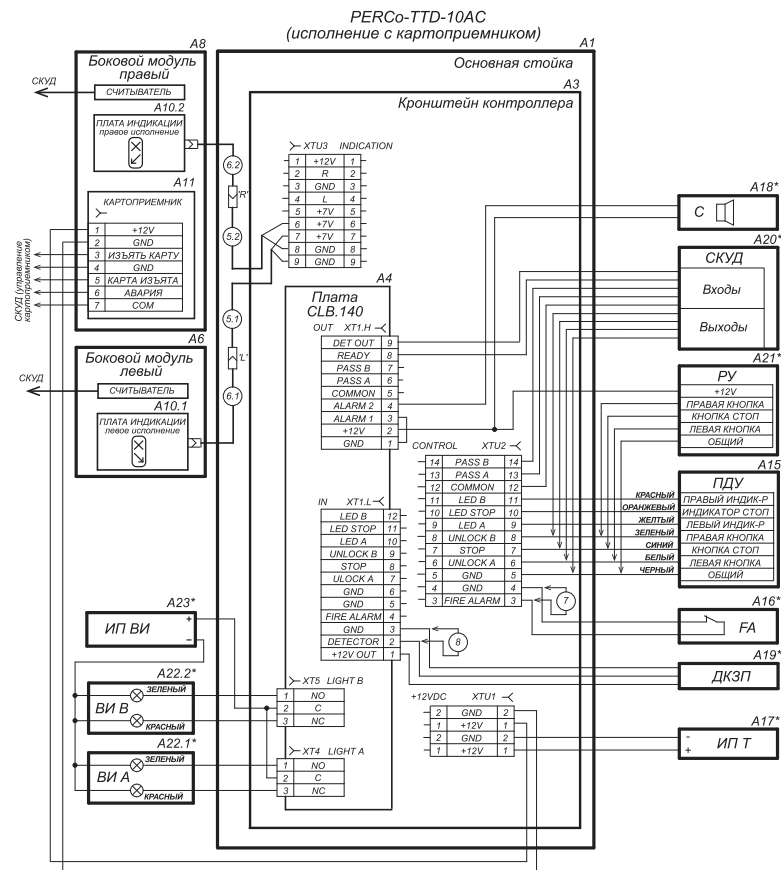 PERCo-TTD-10AC
(исполнение с картоприемником)
A8
Боковой модуль
правый
СЧИТЫВАТЕЛЬ
СКУД
A10.2
ПЛАТА ИНДИКАЦИИ
правое исполнение
A11
КАРТОПРИЕМНИК
1 +12V
2 GND
3 ИЗЪЯТЬ КАРТУ
4 GND
5 КАРТА ИЗЪЯТА
6 АВАРИЯ
7 COM
СКУД (управление
картоприемником)
A6
Боковой модуль
левый
СКУД
СЧИТЫВАТЕЛЬ
A10.1
ПЛАТА ИНДИКАЦИИ
левое исполнение
6.2
'R'
5.2
5.1
'L'
6.1
A1
Основная стойка
A3
Кронштейн контроллера
XTU3 INDICATION
1 +12V 1
2 R 2
3 GND 3
4 L 4
5 +7V 5
6 +7V 6
7 +7V 7
8 GND 8
9 GND 9
A4
Плата
CLB.140
OUT XT1.H
DET OUT 9
READY 8
PASS B 7
PASS A 6
COMMON 5
ALARM 2 4
ALARM 1 3
+12V 2
GND 1
CONTROL XTU2
14 PASS B 14
13 PASS A 13
12 COMMON 12
11 LED B 11
10 LED STOP 10
9 LED A 9
8 UNLOCK B 8
7 STOP 7
6 UNLOCK A 6
5 GND 5
4 GND 4
3 FIRE ALARM 3
7
IN XT1.L
LED B 12
LED STOP 11
LED A 10
UNLOCK B 9
STOP 8
ULOCK A 7
GND 6
GND 5
FIRE ALARM 4
GND 3
DETECTOR 2
+12V OUT 1
8
XT5 LIGHT B
1 NO
2 C
3 NC
XT4 LIGHT A
1 NO
2 C
3 NC
+12VDC XTU1
2 GND 2
1 +12V 1
2 GND 2
1 +12V 1
A23*
ИП ВИ
+
–
A22.2*
ВИ B
ЗЕЛЕНЫЙ
КРАСНЫЙ
A22.1*
ВИ A
ЗЕЛЕНЫЙ
КРАСНЫЙ
A18*
С
A20*
СКУД
Входы
Выходы
A21*
РУ
+12V
ПРАВАЯ КНОПКА
КНОПКА СТОП
ЛЕВАЯ КНОПКА
ОБЩИЙ
A15
ПДУ
КРАСНЫЙ ПРАВЫЙ ИНДИК-Р
ОРАНЖЕВЫЙ ИНДИКАТОР СТОП
ЖЕЛТЫЙ ЛЕВЫЙ ИНДИК-Р
ЗЕЛЕНЫЙ ПРАВАЯ КНОПКА
СИНИЙ КНОПКА СТОП
БЕЛЫЙ ЛЕВАЯ КНОПКА
ЧЕРНЫЙ ОБЩИЙ
A16*
FA
A19*
ДКЗП
A17*
-
+
ИП Т